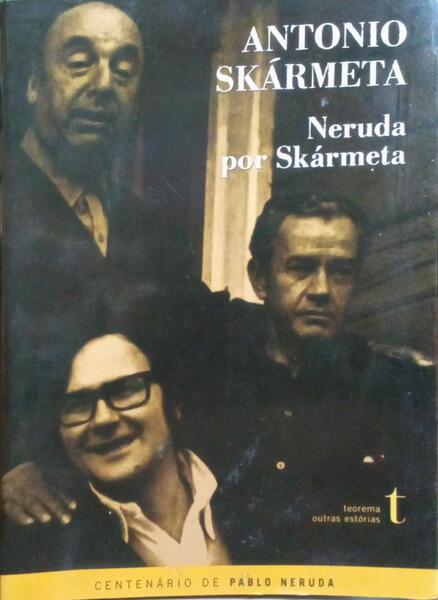 ANTONIO
SKÁRMETA
Neruda
por Skármeta
teorema
outras estórias
t
CENTENÁRIO DE PABLO NERUDA